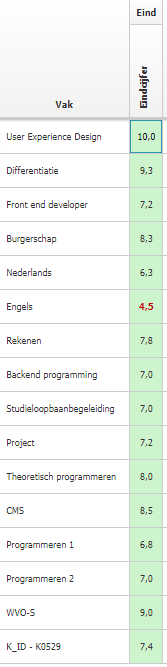 Eind
Vak Eindcijfer
User Experience Design 10,0
Differentiatie 9,3
Front end developer 7,2
Burgerschap 8,3
Nederlands 6,3
Engels 4,5
Rekenen 7,8
Backend programming 7,0
Studieloopbaanbegeleiding 7,0
Project 7,2
Theoretisch programmeren 8,0
CMS 8,5
Programmeren 1 6,8
Programmeren 2 7,0
WVO-S 9,0
K_ID - K0529 7,4